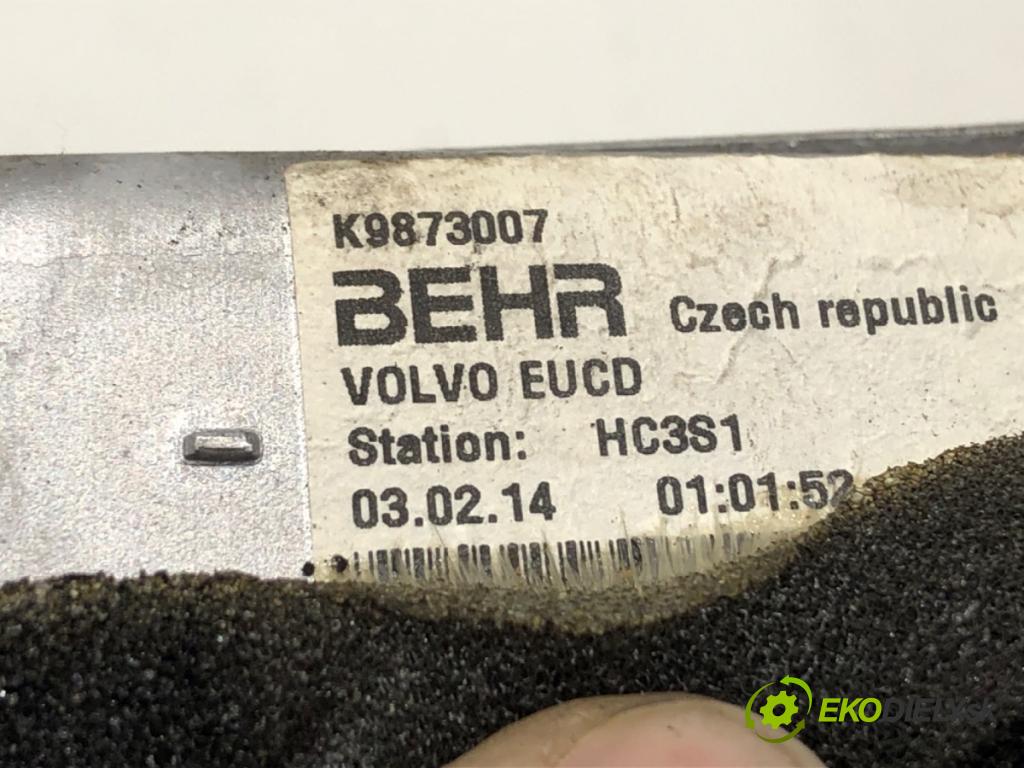 K9873007
BEHR Czech republic
VOLVO EUCD
Station: HC3S1
03.02.14 01:01:52
EKODIELY.sk